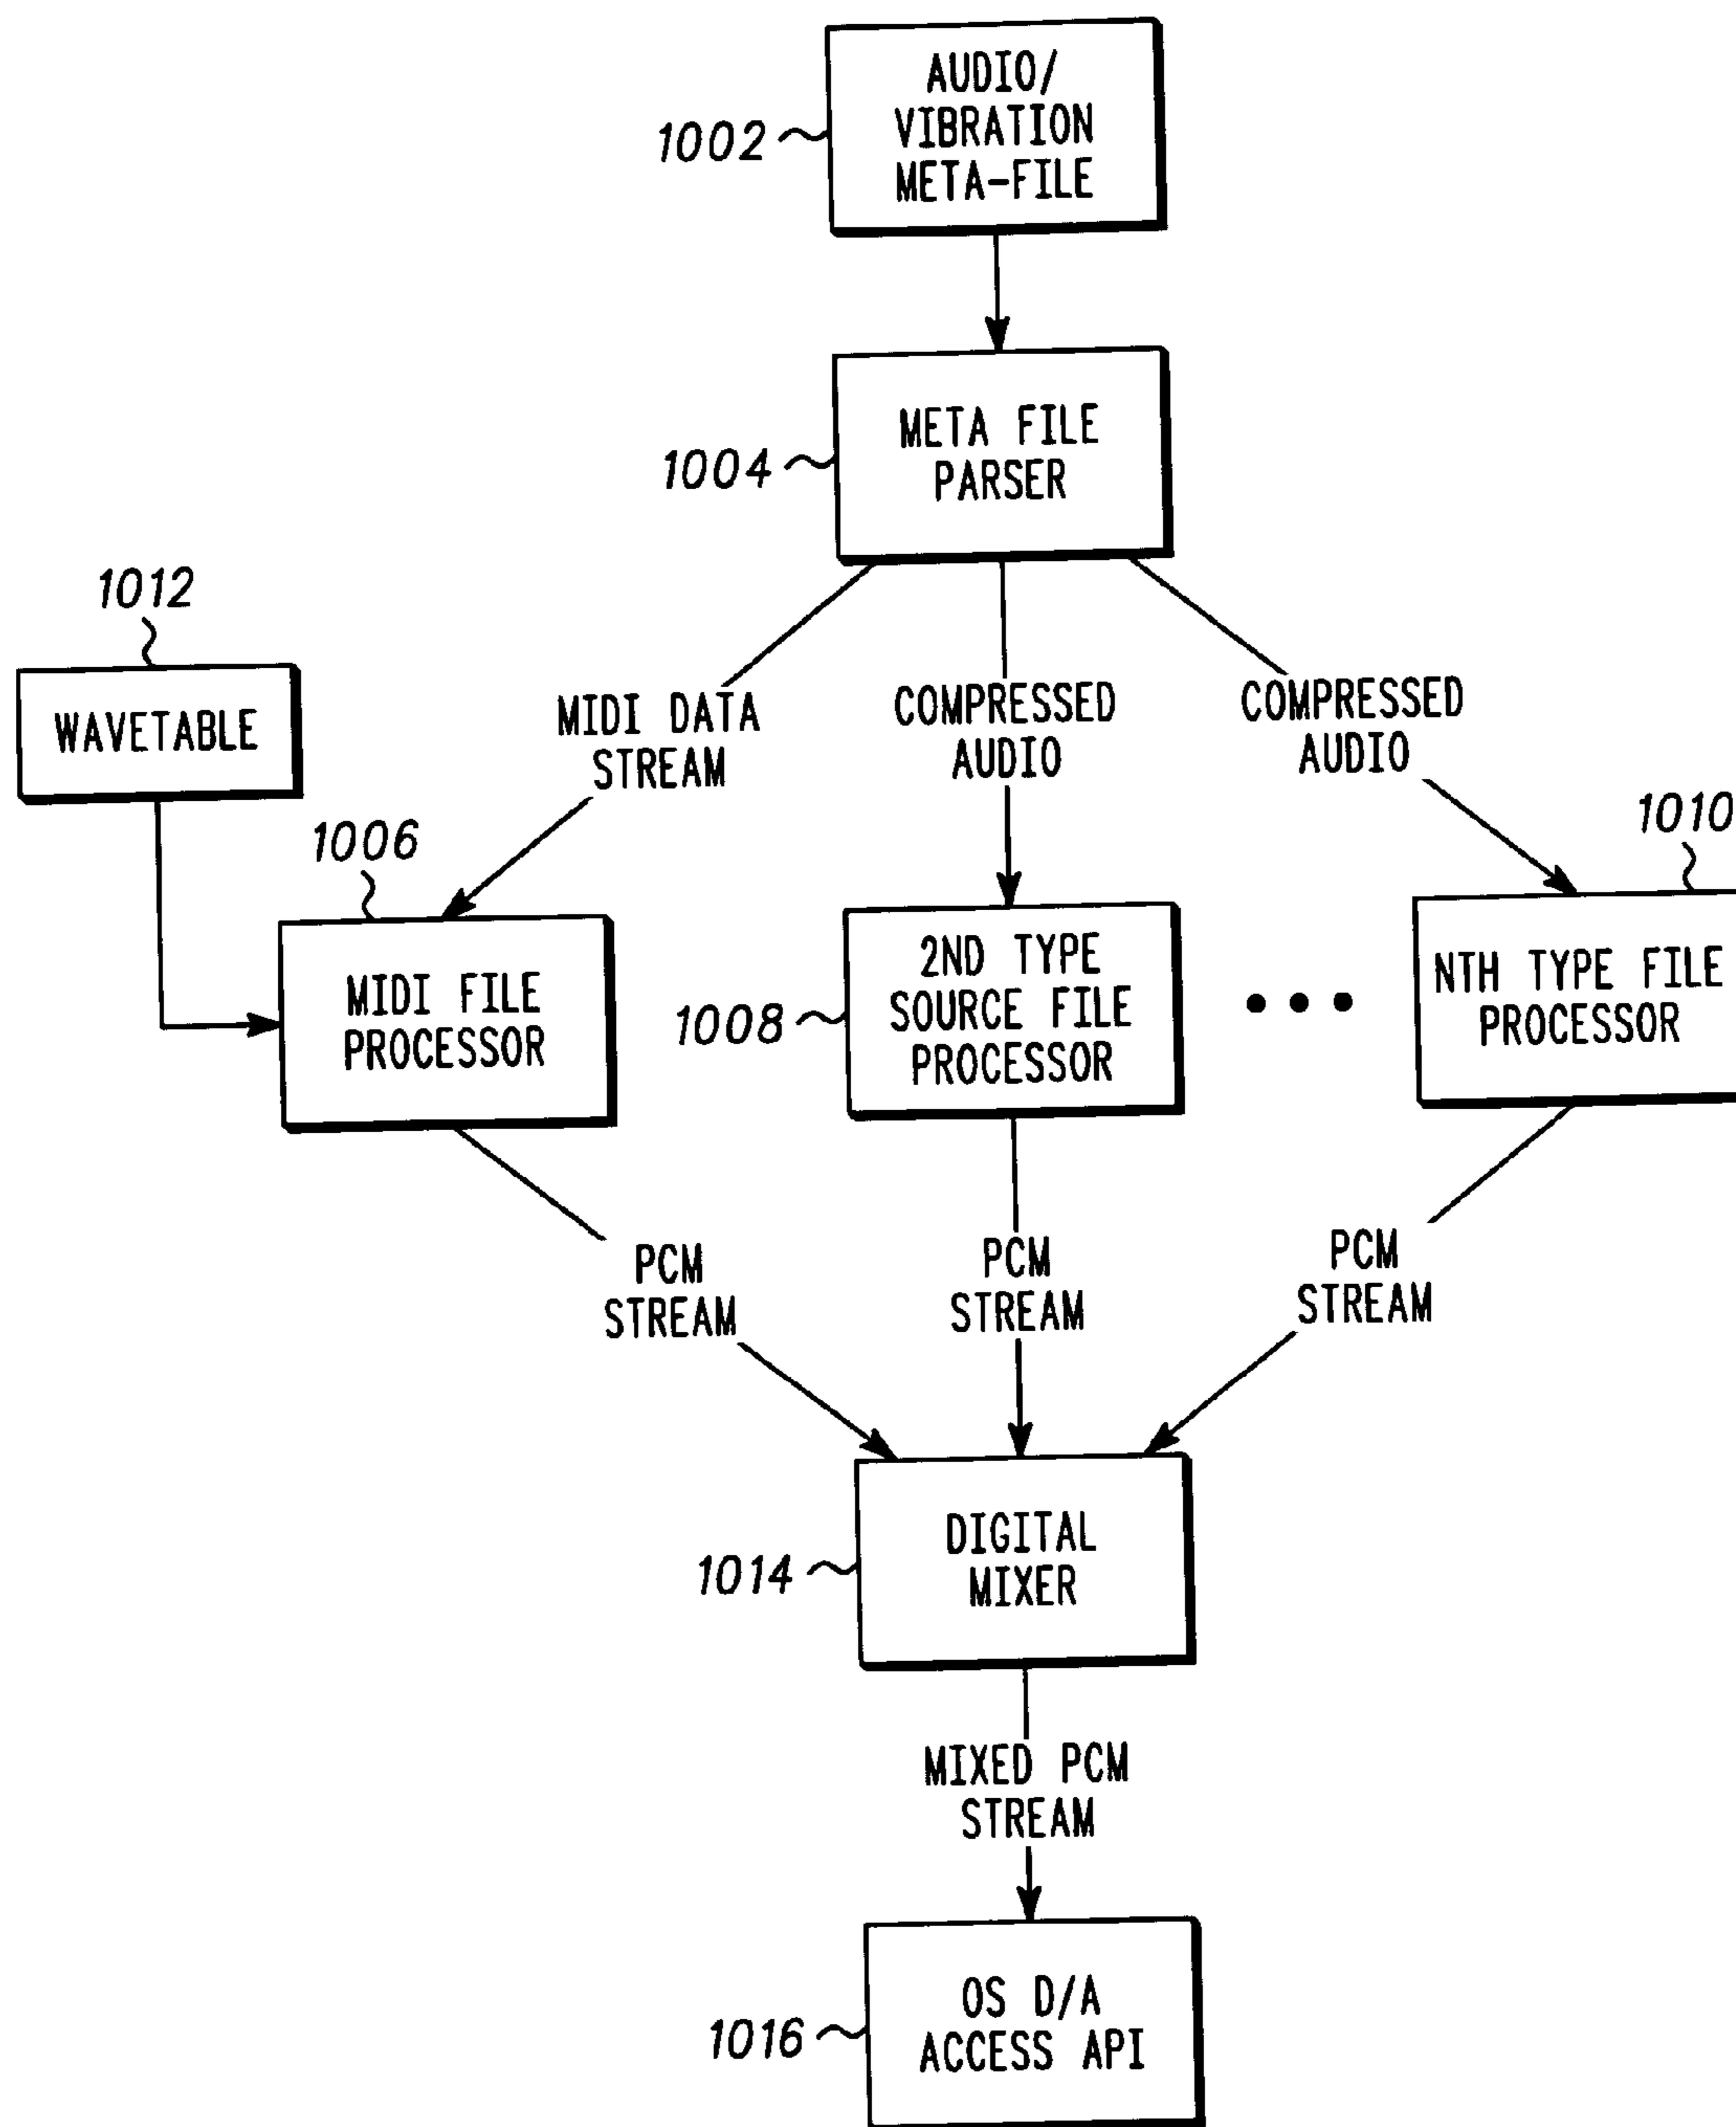 AUDIO/
VIBRATION
META-FILE
1002
META FILE
PARSER
1004
1012
WAVETABLE
MIDI DATA
STREAM
COMPRESSED
AUDIO
COMPRESSED
AUDIO
1006
1010
MIDI FILE
PROCESSOR
2ND TYPE
SOURCE FILE
PROCESSOR
1008
NTH TYPE FILE
PROCESSOR
PCM
STREAM
PCM
STREAM
PCM
STREAM
DIGITAL
MIXER
1014
MIXED PCM
STREAM
OS D/A
ACCESS API
1016